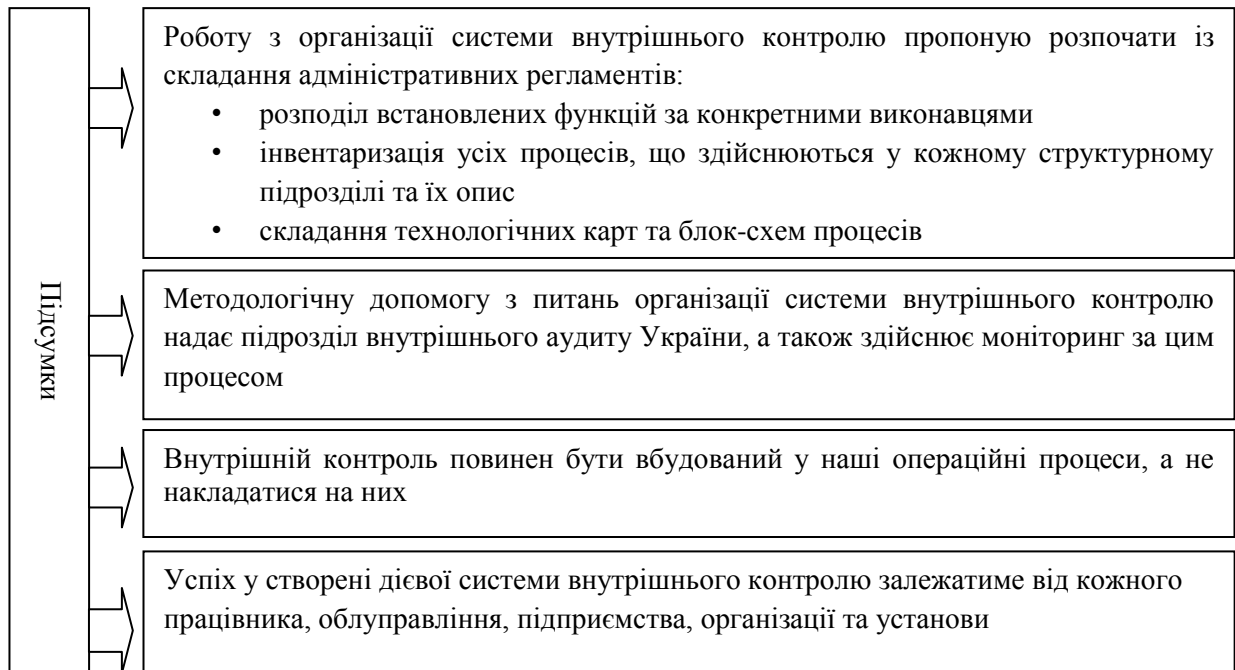 Підсумки
Роботу з організації системи внутрішнього контролю пропоную розпочати із
складання адміністративних регламентів:
• розподіл встановлених функцій за конкретними виконавцями
• інвентаризація усіх процесів, що здійснюються у кожному структурному
підрозділі та їх опис
• складання технологічних карт та блок-схем процесів
Методологічну допомогу з питань організації системи внутрішнього контролю
надає підрозділ внутрішнього аудиту України, а також здійснює моніторинг за цим
процесом
Внутрішній контроль повинен бути вбудований у наші операційні процеси, а не
накладатися на них
Успіх у створені дієвої системи внутрішнього контролю залежатиме від кожного
працівника, облуправління, підприємства, організації та установи